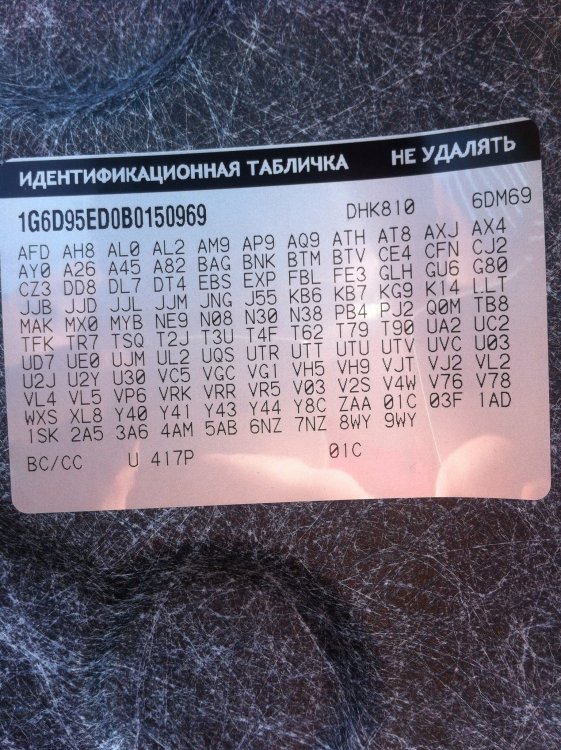 ИДЕНТИФИКАЦИОННАЯ ТАБЛИЧКА НЕ УДАЛЯТЬ
1G6D95ED0B0150969 DHK810 6DM69
AFD AH8 AL0 AL2 AM9 AP9 AQ9 ATH AT8 AXJ AX4
AY0 A26 A45 A82 BAG BNK BTM BTV CE4 CFN CJ2
CZ3 DD8 DL7 DT4 EBS EXP FBL FE3 GLH GU6 G80
JJB JJD JJL JJM JNG J55 KB6 KB7 KG9 K14 LLT
MAK MX0 MYB NE9 N08 N30 N38 PB4 PJ2 Q0M TB8
TFK TR7 TSQ T2J T3U T4F T62 T79 T90 UA2 UC2
UD7 UE0 UJM UL2 UQS UTR UTT UTU UTV UVC U03
U2J U2Y U30 VC5 VGC VG1 VH5 VH9 VJT VJ2 VL2
VL4 VL5 VP6 VRK VRR VR5 V03 V2S V4W V76 V78
WXS XL8 Y40 Y41 Y43 Y44 Y8C ZAA 01C 03F 1AD
1SK 2A5 3A6 4AM 5AB 6NZ 7NZ 8WY 9WY
BC/CC U 417P 01C